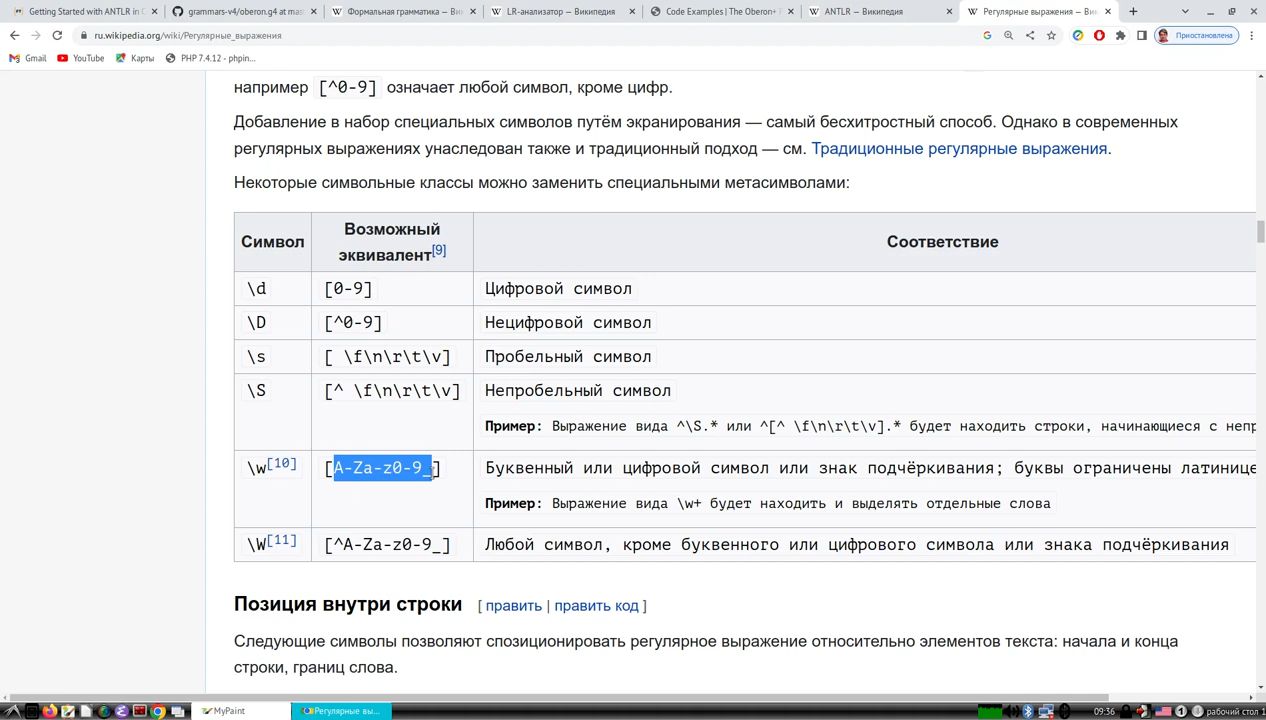 Getting Started with ANTLR in C
grammars-v4/oberon.g4 at mast
Формальная грамматика — Вики
LR-анализатор — Википедия
Code Examples | The Oberon+
ANTLR — Википедия
Регулярные выражения — Вики
ru.wikipedia.org/wiki/Регулярные_выражения
Приостановлена
Gmail
YouTube
Карты
PHP 7.4.12 - phpin...
например [^0-9] означает любой символ, кроме цифр.
Добавление в набор специальных символов путём экранирования — самый бесхитростный способ. Однако в современных
регулярных выражениях унаследован также и традиционный подход — см. Традиционные регулярные выражения.
Некоторые символьные классы можно заменить специальными метасимволами:
Символ
Возможный
эквивалент[9]
Соответствие
\d [0-9] Цифровой символ
\D [^0-9] Нецифровой символ
\s [ \f\n\r\t\v] Пробельный символ
\S [^ \f\n\r\t\v] Непробельный символ
Пример: Выражение вида ^\S.* или ^[^ \f\n\r\t\v].* будет находить строки, начинающиеся с непр
\w[10] [A-Za-z0-9_] Буквенный или цифровой символ или знак подчёркивания; буквы ограничены латинице
Пример: Выражение вида \w+ будет находить и выделять отдельные слова
\W[11] [^A-Za-z0-9_] Любой символ, кроме буквенного или цифрового символа или знака подчёркивания
Позиция внутри строки [ править | править код ]
Следующие символы позволяют спозиционировать регулярное выражение относительно элементов текста: начала и конца
строки, границ слова.
MyPaint
Регулярные вы...
09:36
рабочий стол 1